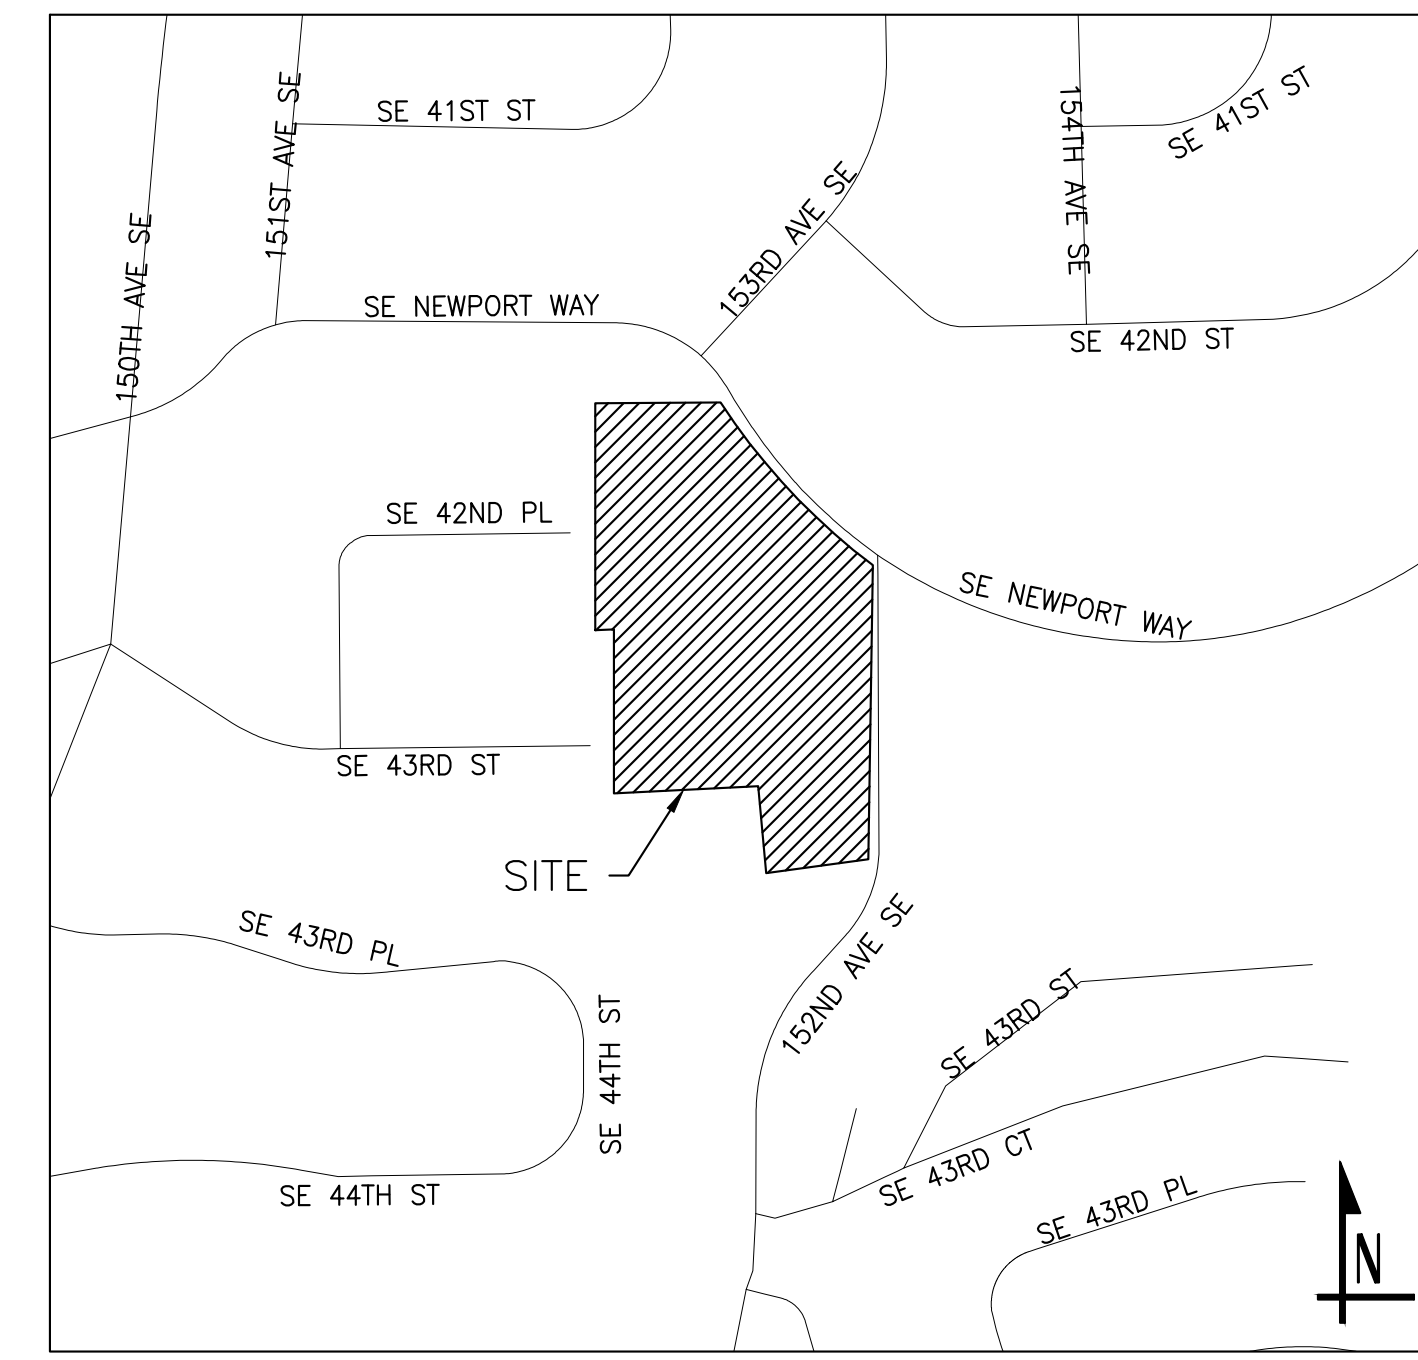 SE 41ST ST
151ST AVE SE
154TH AVE SE
SE 41ST ST
153RD AVE SE
150TH AVE SE
SE NEWPORT WAY
SE 42ND ST
SE 42ND PL
SE NEWPORT WAY
SE 43RD ST
SITE
SE 43RD PL
152ND AVE SE
SE 43RD ST
SE 44TH ST
SE 43RD CT
SE 44TH ST
SE 43RD PL
N